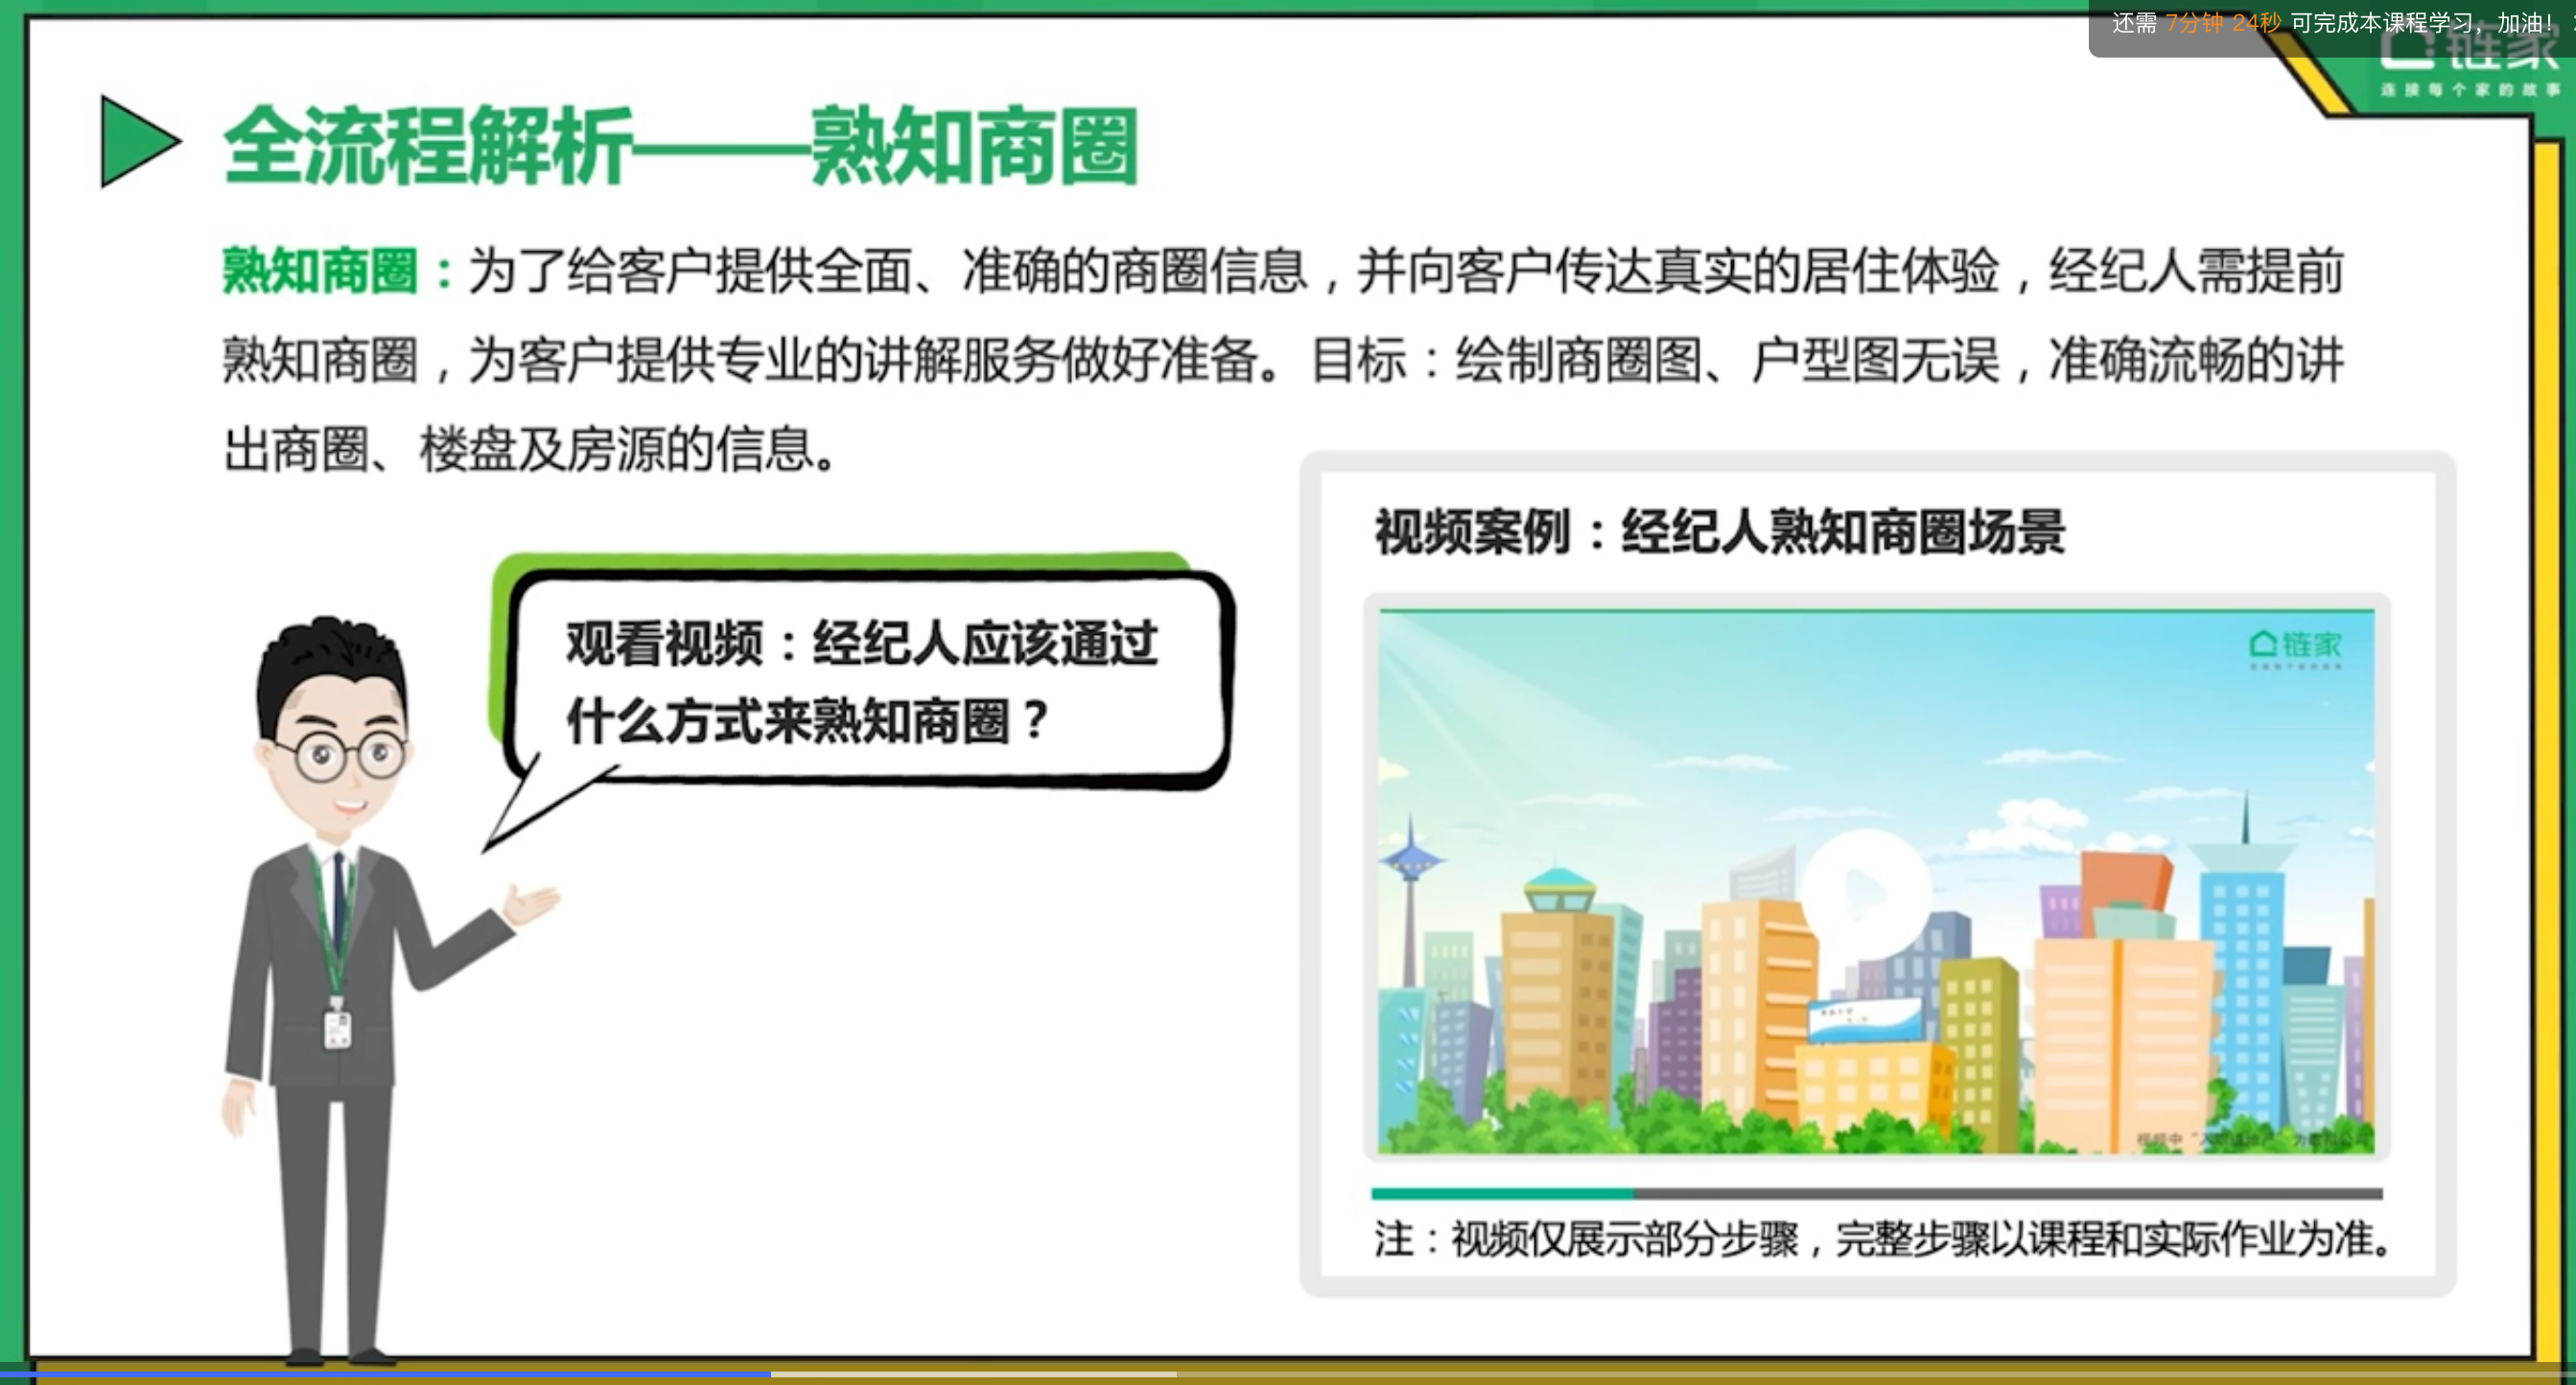 还需 7分钟 24秒 可完成本课程学习，加油！
链家
连接每个家的故事
全流程解析——熟知商圈
熟知商圈：为了给客户提供全面、准确的商圈信息，并向客户传达真实的居住体验，经纪人需提前
熟知商圈，为客户提供专业的讲解服务做好准备。目标：绘制商圈图、户型图无误，准确流畅的讲
出商圈、楼盘及房源的信息。
视频案例：经纪人熟知商圈场景
观看视频：经纪人应该通过
什么方式来熟知商圈？
链家
视频中
注：视频仅展示部分步骤，完整步骤以课程和实际作业为准。